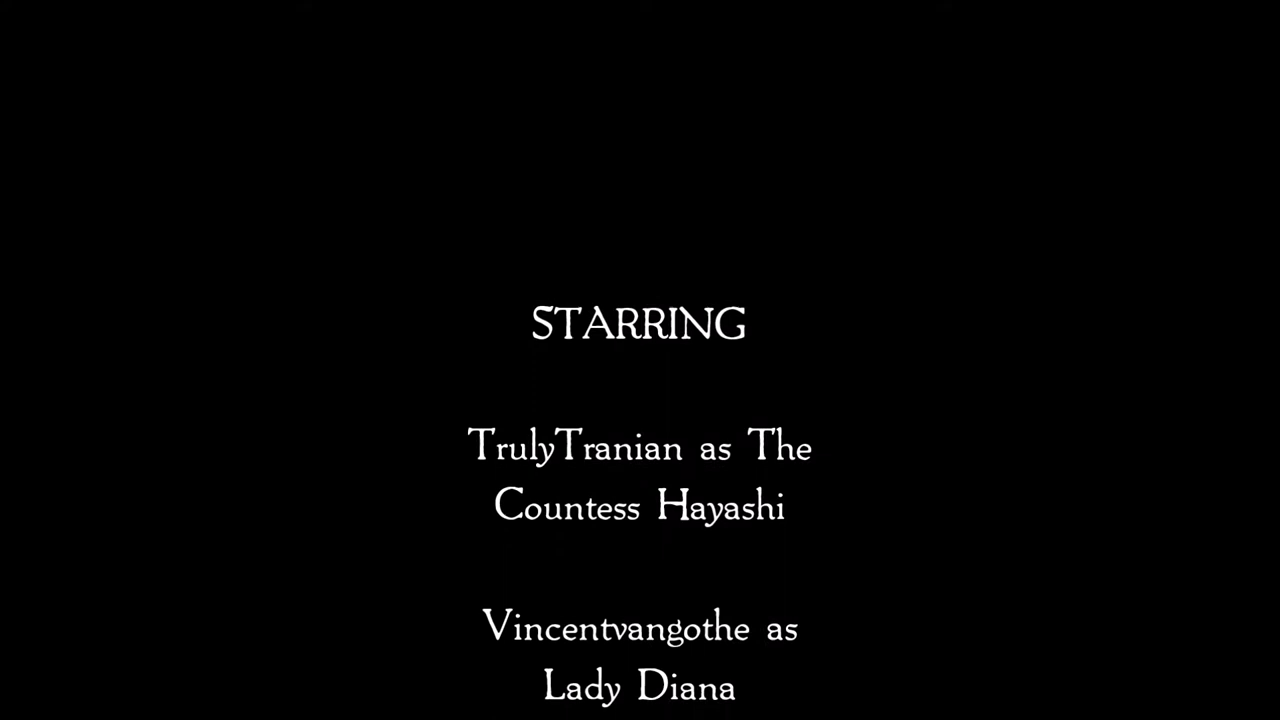 STARRING
TrulyTranian as The
Countess Hayashi
Vincentvangothe as
Lady Diana